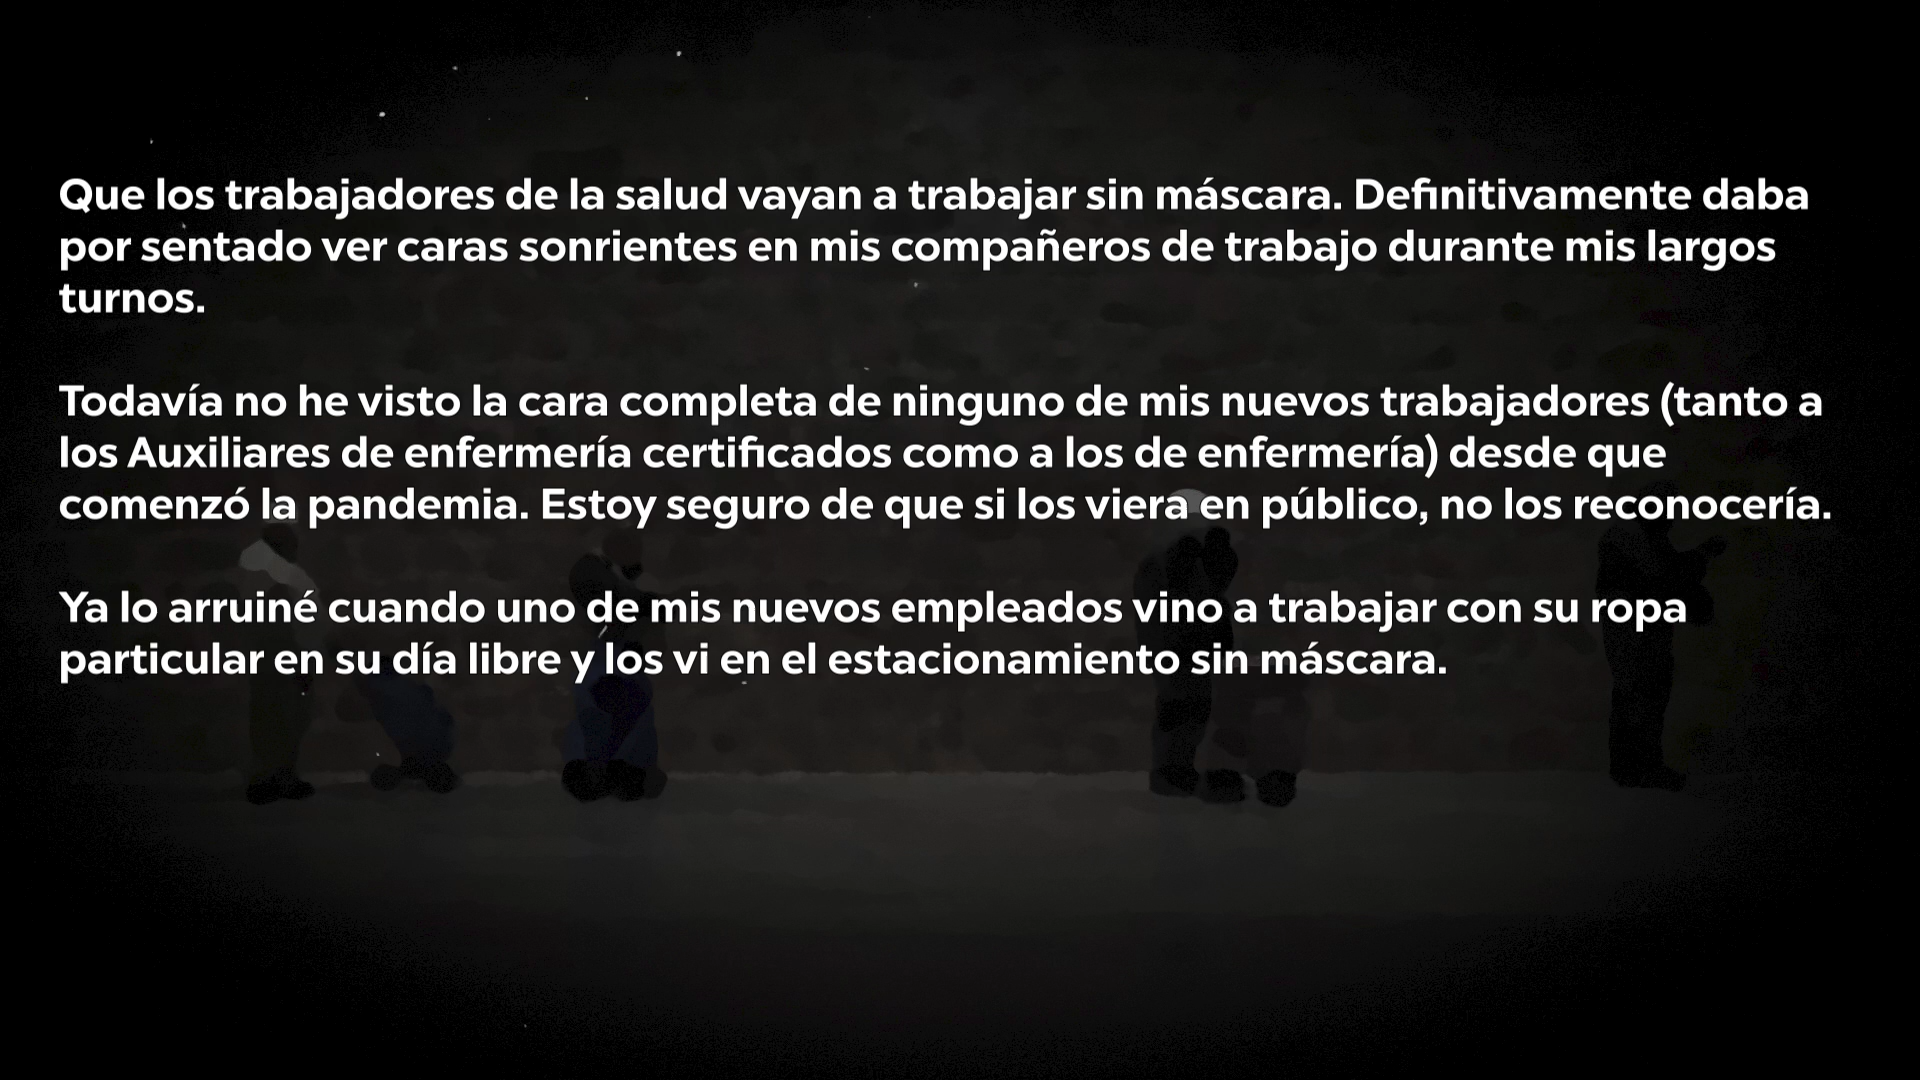 Que los trabajadores de la salud vayan a trabajar sin máscara. Definitivamente daba
por sentado ver caras sonrientes en mis compañeros de trabajo durante mis largos
turnos.
Todavía no he visto la cara completa de ninguno de mis nuevos trabajadores (tanto a
los Auxiliares de enfermería certificados como a los de enfermería) desde que
comenzó la pandemia. Estoy seguro de que si los viera en público, no los reconocería.
Ya lo arruiné cuando uno de mis nuevos empleados vino a trabajar con su ropa
particular en su día libre y los vi en el estacionamiento sin máscara.